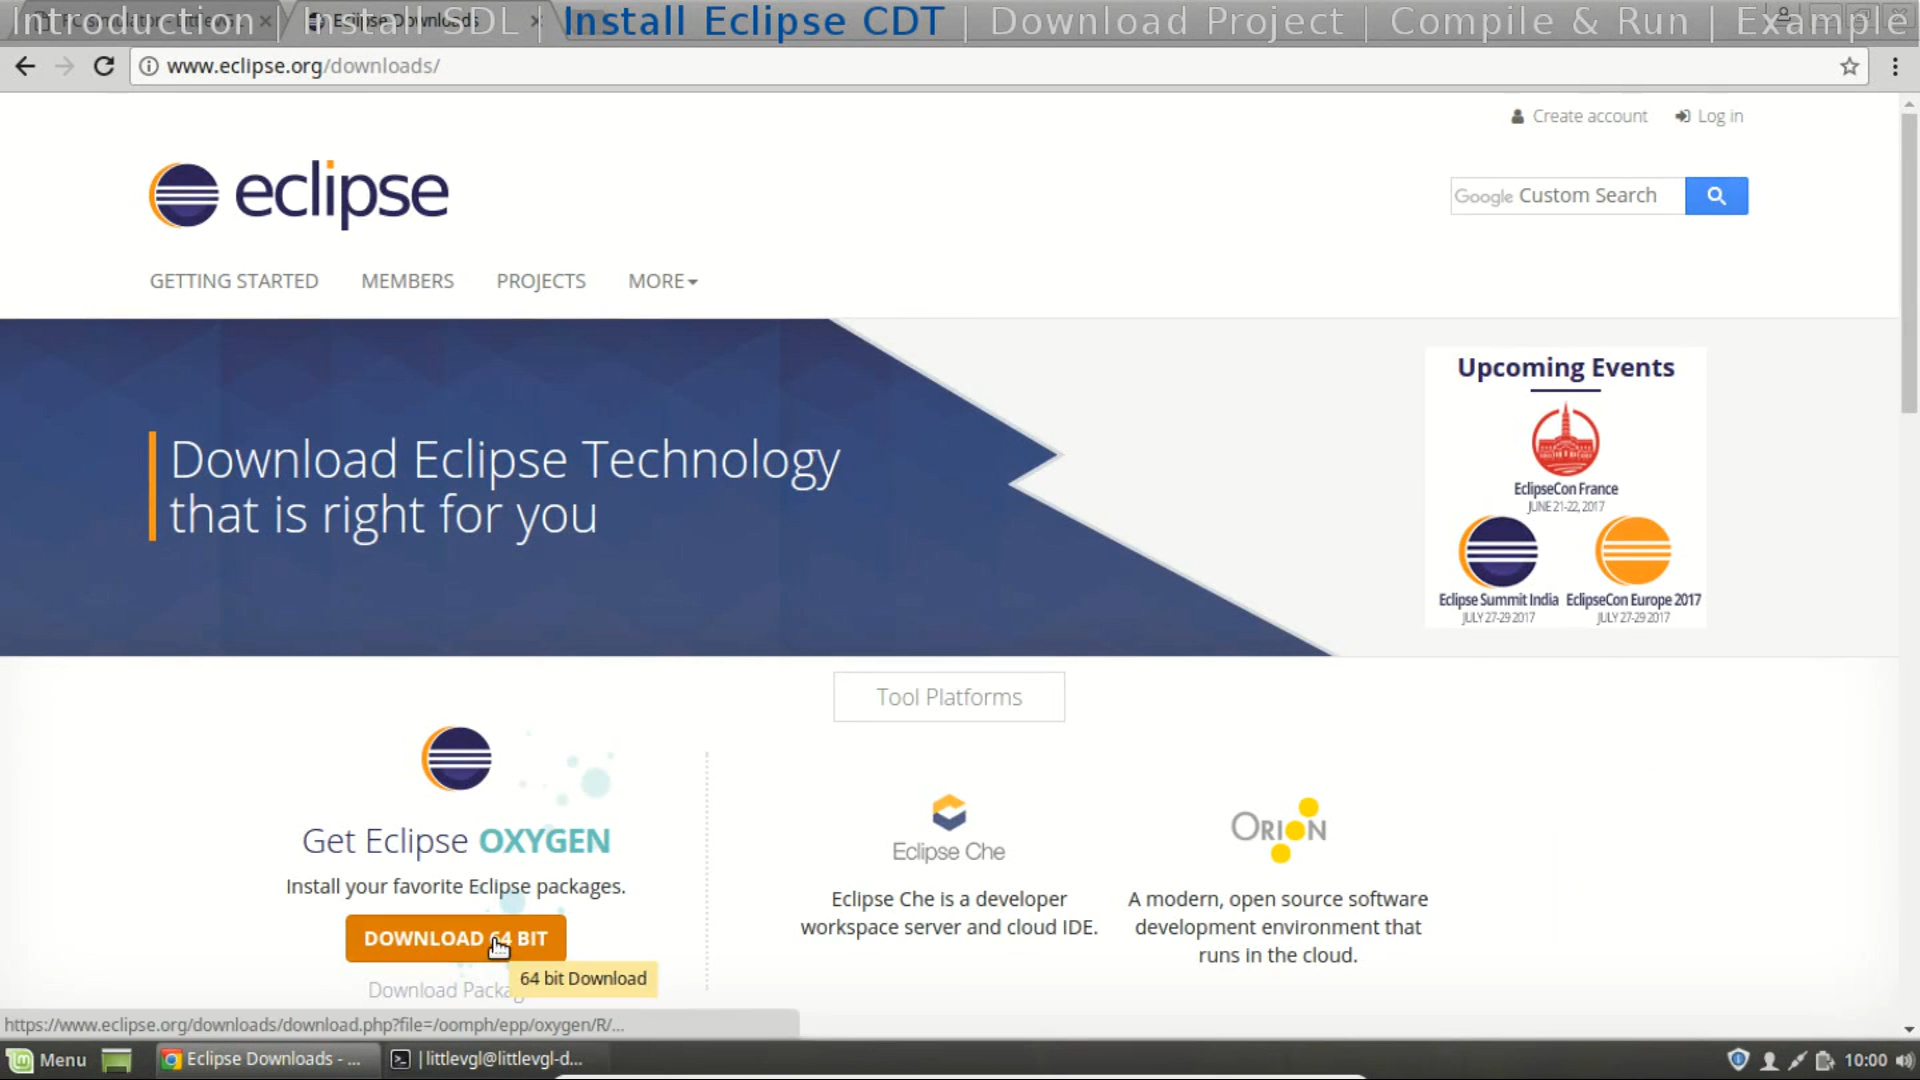 Introduction | Install SDL | Install Eclipse CDT | Download Project | Compile & Run | Example
Eclipse Downloads
www.eclipse.org/downloads/
Create account
Log in
eclipse
Google Custom Search
GETTING STARTED
MEMBERS
PROJECTS
MORE
Upcoming Events
Download Eclipse Technology
that is right for you
EclipseCon France
JUNE 21-22, 2017
Eclipse Summit India
JULY 27-29 2017
EclipseCon Europe 2017
JULY 27-29 2017
Tool Platforms
Get Eclipse OXYGEN
Install your favorite Eclipse packages.
DOWNLOAD 64 BIT
64 bit Download
Download Packag
Eclipse Che
Eclipse Che is a developer
workspace server and cloud IDE.
ORION
A modern, open source software
development environment that
runs in the cloud.
https://www.eclipse.org/downloads/download.php?file=/oomph/epp/oxygen/R/...
Menu
Eclipse Downloads - ...
|littlevgl@littlevgl-d...
10:00